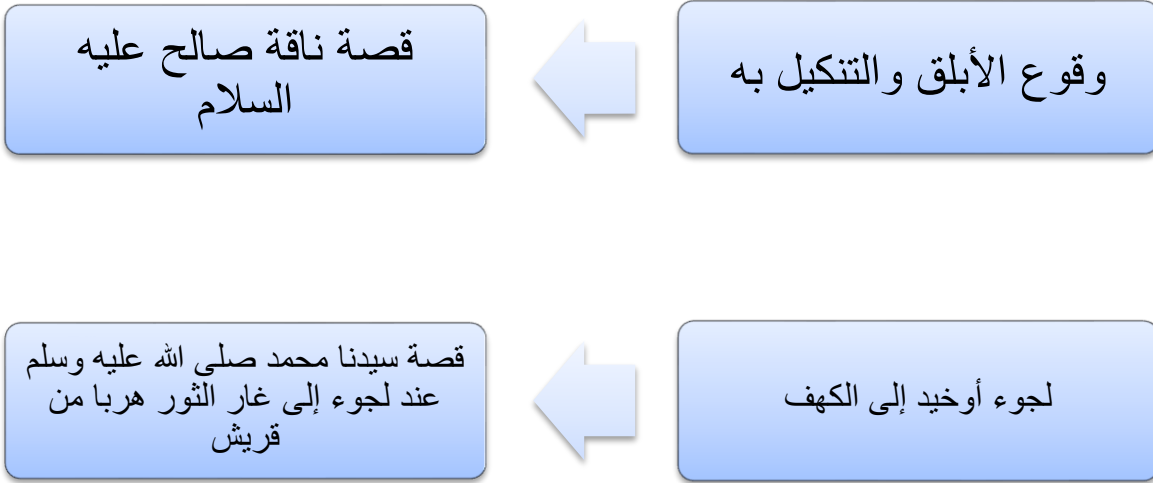 وقوع الأبلق والتنكيل به
قصة ناقة صالح عليه
السلام
لجوء أوخيد إلى الكهف
قصة سيدنا محمد صلى الله عليه وسلم
عند لجوء إلى غار الثور هربا من
قريش